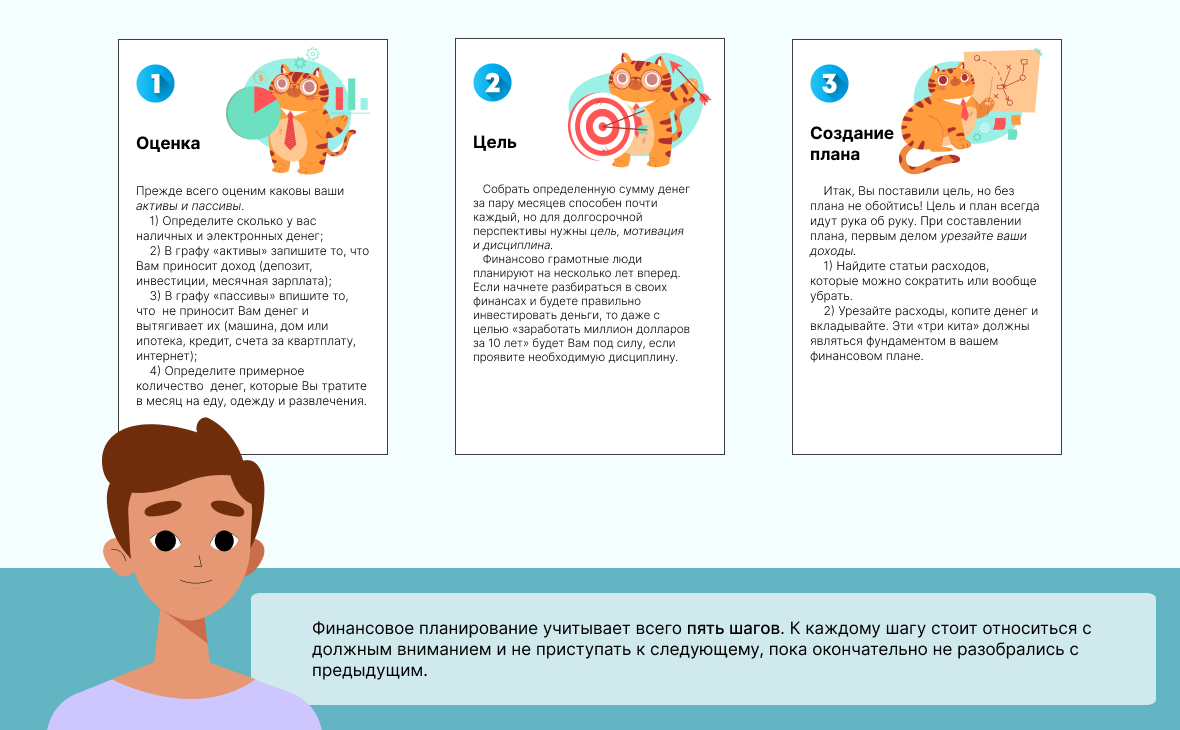 1
Оценка
Прежде всего оценим каковы ваши
активы и пассивы.
1) Определите сколько у вас
наличных и электронных денег;
2) В графу «активы» запишите то, что
Вам приносит доход (депозит,
инвестиции, месячная зарплата);
3) В графу «пассивы» впишите то,
что  не приносит Вам денег и
вытягивает их (машина, дом или
ипотека, кредит, счета за квартплату,
интернет);
4) Определите примерное
количество  денег, которые Вы тратите
в месяц на еду, одежду и развлечения.
2
Цель
Собрать определенную сумму денег
за пару месяцев способен почти
каждый, но для долгосрочной
перспективы нужны цель, мотивация
и дисциплина.
Финансово грамотные люди
планируют на несколько лет вперед.
Если начнете разбираться в своих
финансах и будете правильно
инвестировать деньги, то даже с
целью «заработать миллион долларов
за 10 лет» будет Вам под силу, если
проявите необходимую дисциплину.
3
Создание
плана
Итак, Вы поставили цель, но без
плана не обойтись! Цель и план всегда
идут рука об руку. При составлении
плана, первым делом урезайте ваши
доходы.
1) Найдите статьи расходов,
которые можно сократить или вообще
убрать.
2) Урезайте расходы, копите денег и
вкладывайте. Эти «три кита» должны
являться фундаментом в вашем
финансовом плане.
Финансовое планирование учитывает всего пять шагов. К каждому шагу стоит относиться с
должным вниманием и не приступать к следующему, пока окончательно не разобрались с
предыдущим.